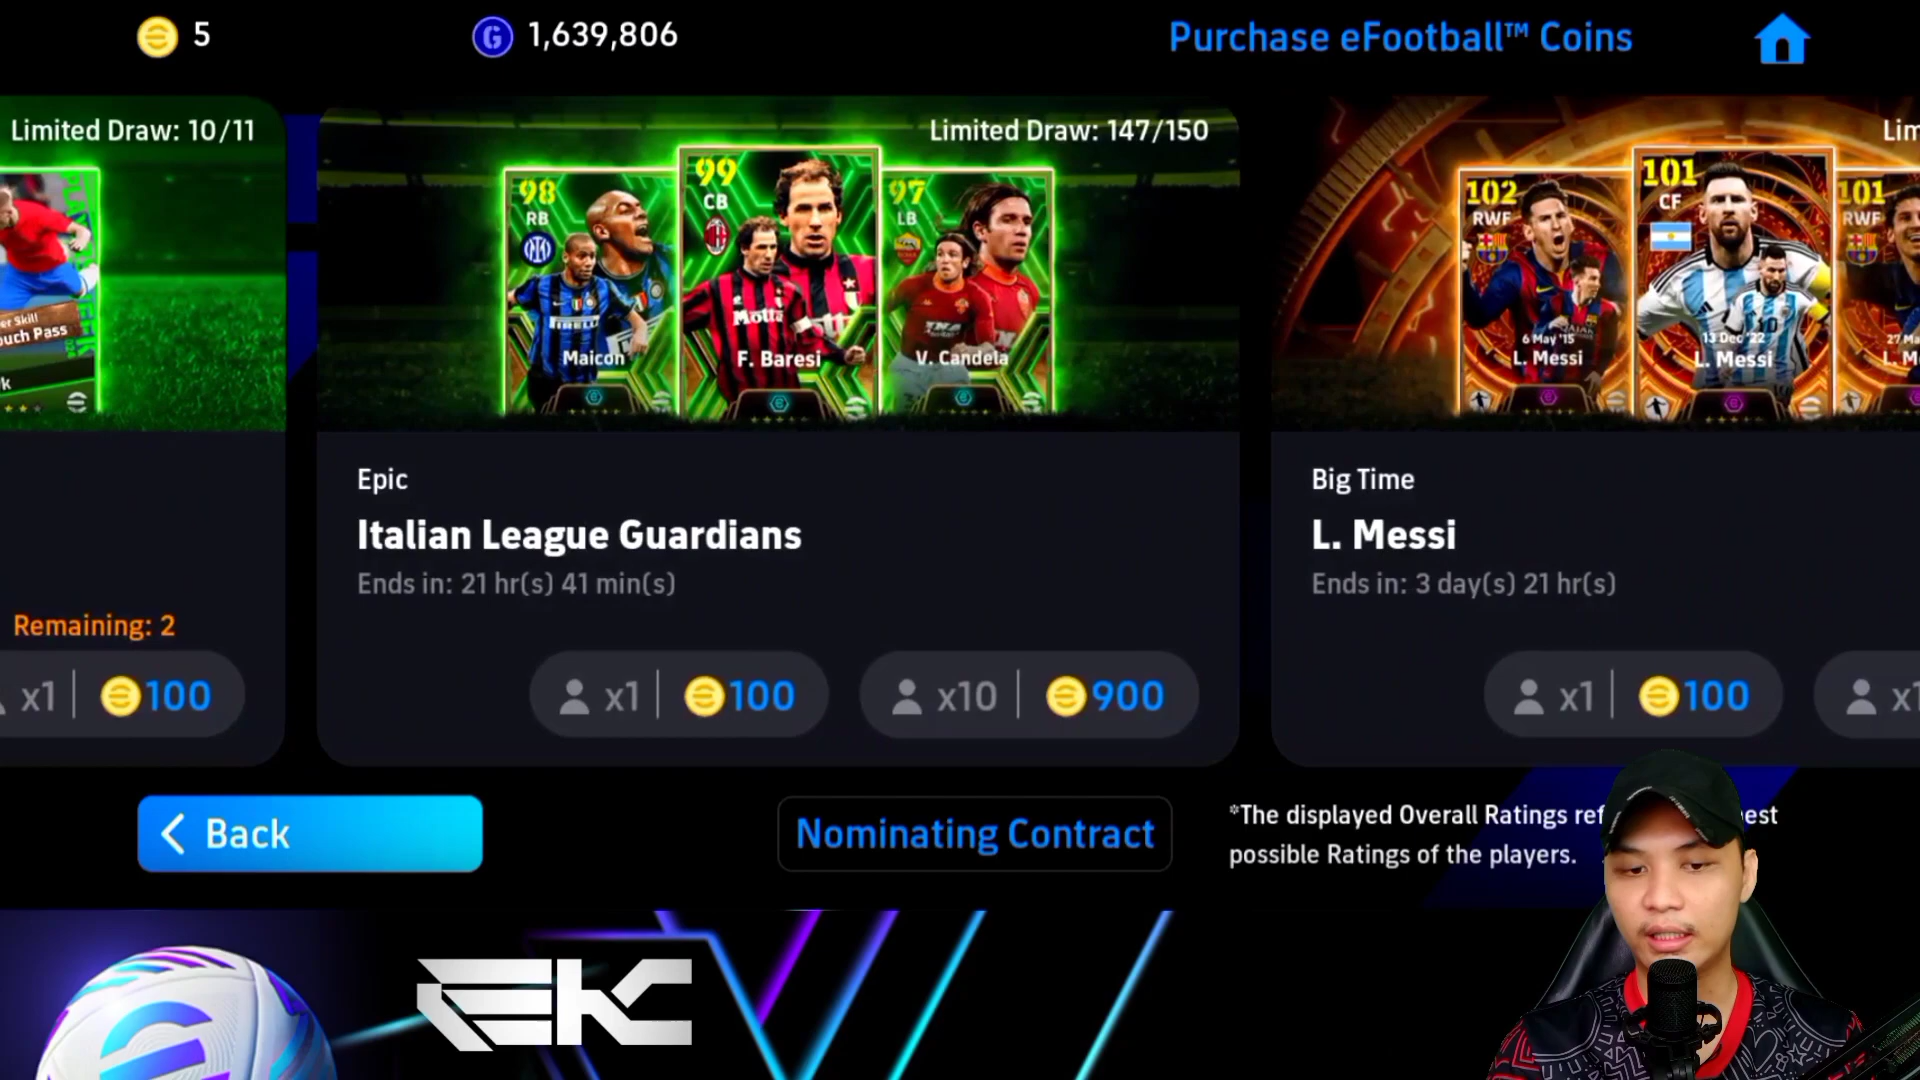 5
1,639,806
Purchase eFootball™ Coins
Limited Draw: 10/11
Limited Draw: 147/150
98
RB
Maicon
99
CB
Motta
F. Baresi
97
LB
V. Candela
PIRELLI
102
RWF
6 May '15
L. Messi
101
CF
13 Dec '22
L. Messi
101
RWF
Epic
Italian League Guardians
Ends in: 21 hr(s) 41 min(s)
Big Time
L. Messi
Ends in: 3 day(s) 21 hr(s)
Remaining: 2
x1
100
x1
100
x10
900
x1
100
Back
Nominating Contract
*The displayed Overall Ratings
possible Ratings of the players.
EKC